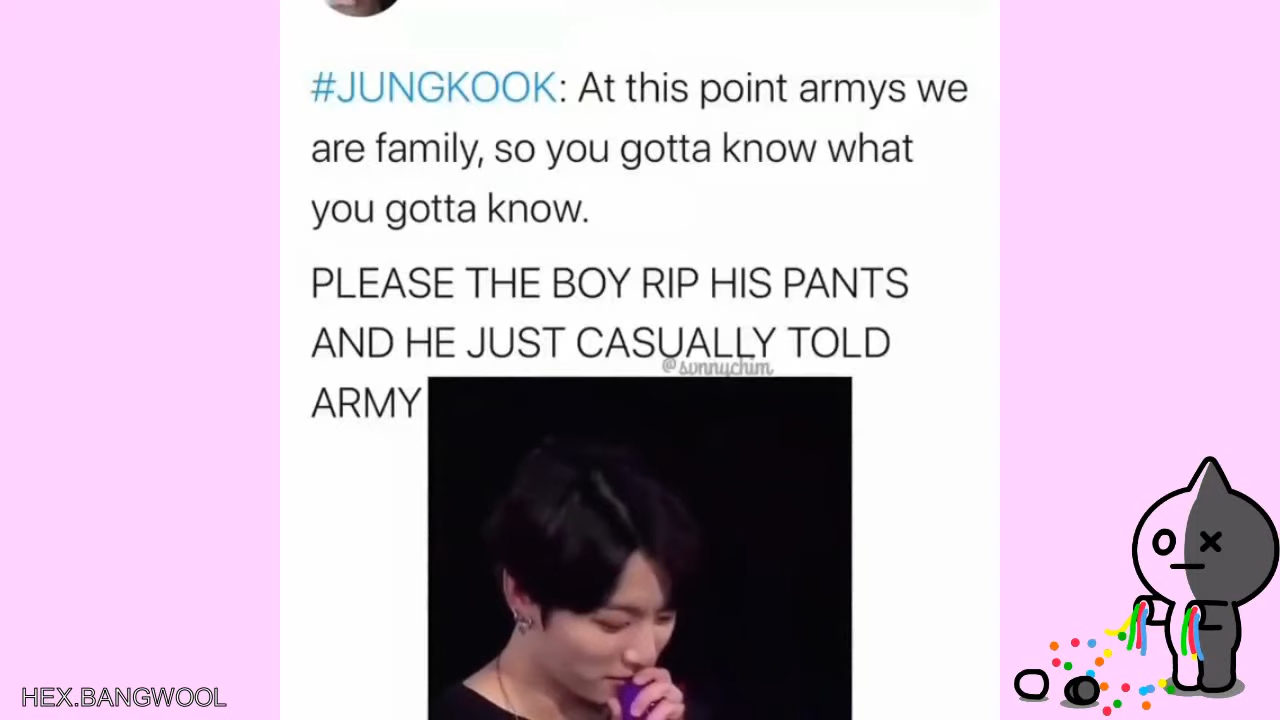 #JUNGKOOK: At this point armys we
are family, so you gotta know what
you gotta know.
PLEASE THE BOY RIP HIS PANTS
AND HE JUST CASUALLY TOLD
@svnnychim
ARMY
HEX.BANGWOOL